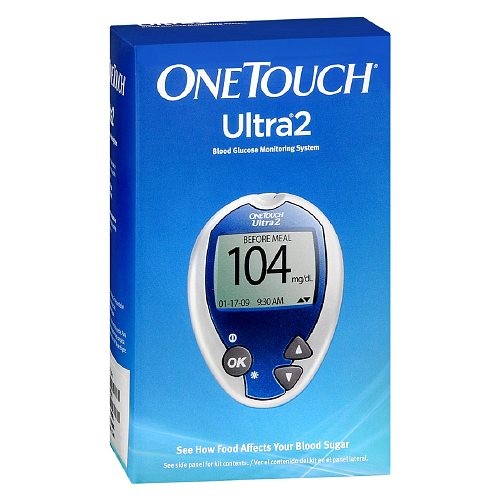 ONETOUCH®
Ultra®2
Blood Glucose Monitoring System
ONETOUCH
Ultra2
BEFORE MEAL
104 mg/dL
01-17-09 9:30 AM
OK
See How Food Affects Your Blood Sugar
See side panel for kit contents. / Ver el contenido del kit en el panel lateral.